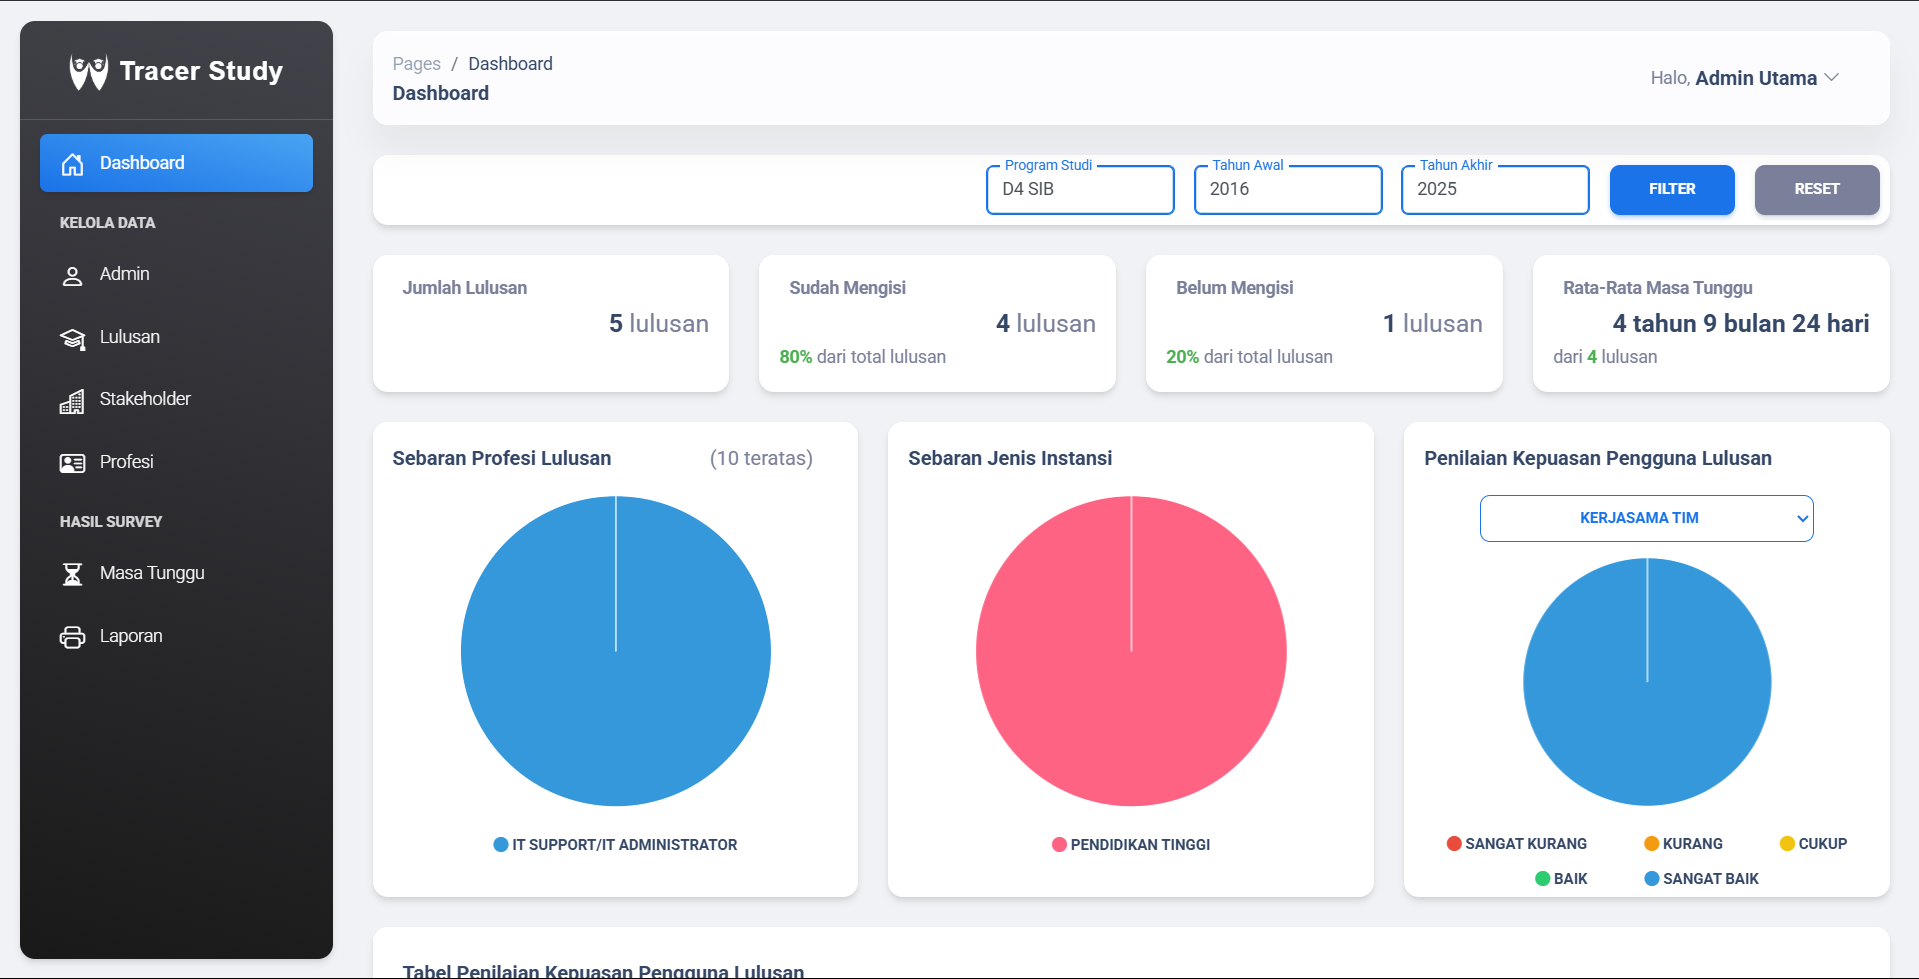 Tracer Study
Dashboard
KELOLA DATA
Admin
Lulusan
Stakeholder
Profesi
HASIL SURVEY
Masa Tunggu
Laporan
Pages / Dashboard
Dashboard
Halo, Admin Utama
Program Studi
D4 SIB
Tahun Awal
2016
Tahun Akhir
2025
FILTER
RESET
Jumlah Lulusan
5 lulusan
Sudah Mengisi
4 lulusan
80% dari total lulusan
Belum Mengisi
1 lulusan
20% dari total lulusan
Rata-Rata Masa Tunggu
4 tahun 9 bulan 24 hari
dari 4 lulusan
Sebaran Profesi Lulusan (10 teratas)
IT SUPPORT/IT ADMINISTRATOR
Sebaran Jenis Instansi
PENDIDIKAN TINGGI
Penilaian Kepuasan Pengguna Lulusan
KERJASAMA TIM
SANGAT KURANG KURANG CUKUP
BAIK SANGAT BAIK
Tabel Penilaian Kepuasan Pengguna Lulusan